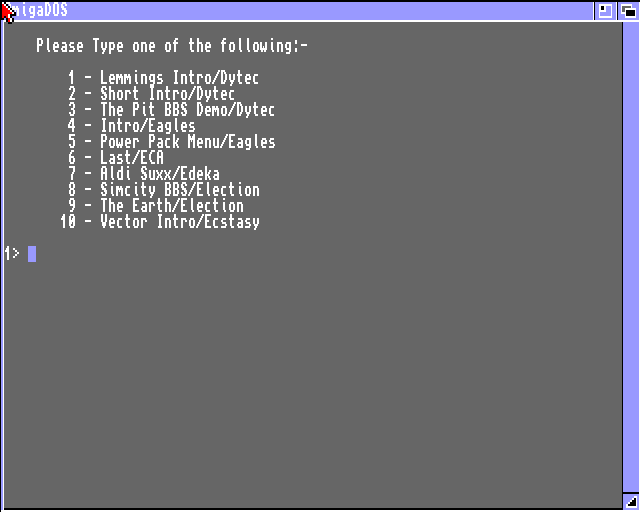 AmigaDOS
Please Type one of the following:-
1 - Lemmings Intro/Dytec
2 - Short Intro/Dytec
3 - The Pit BBS Demo/Dytec
4 - Intro/Eagles
5 - Power Pack Menu/Eagles
6 - Last/ECA
7 - Aldi Suxx/Edeka
8 - Simcity BBS/Election
9 - The Earth/Election
10 - Vector Intro/Ecstasy
1>